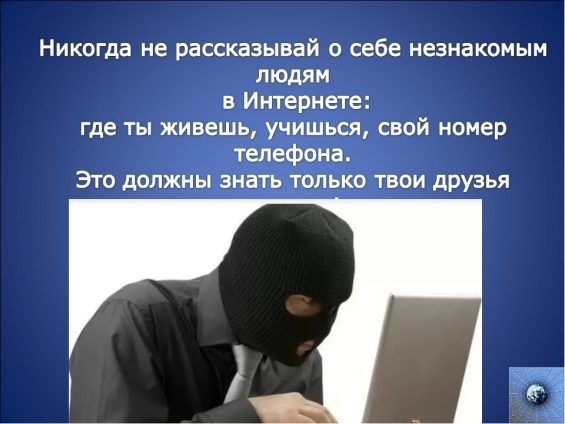 Никогда не рассказывай о себе незнакомым
людям
в Интернете:
где ты живешь, учишься, свой номер
телефона.
Это должны знать только твои друзья